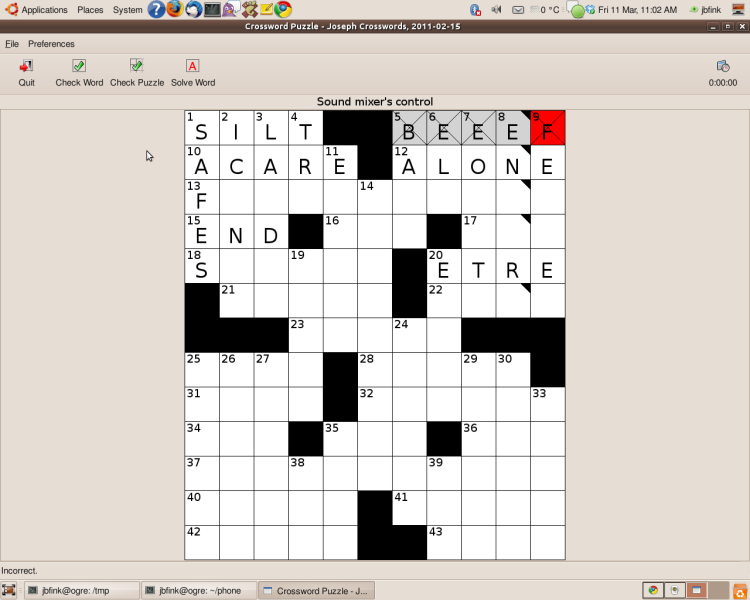 Applications Places System 0 °C Fri 11 Mar, 11:02 AM jbfink
Crossword Puzzle - Joseph Crosswords, 2011-02-15
File Preferences
Quit Check Word Check Puzzle Solve Word 0:00:00
Sound mixer's control
1 S 2 I 3 L 4 T 5 B 6 E 7 E 8 E 9 F
10 A C A R 11 E 12 A L O N E
13 F 14
15 E N D 16 17
18 S 19 20 E T R E
21 22
23 24
25 26 27 28 29 30
31 32 33
34 35 36
37 38 39
40 41
42 43
Incorrect.
jbfink@ogre: /tmp jbfink@ogre: ~/phone Crossword Puzzle - J...